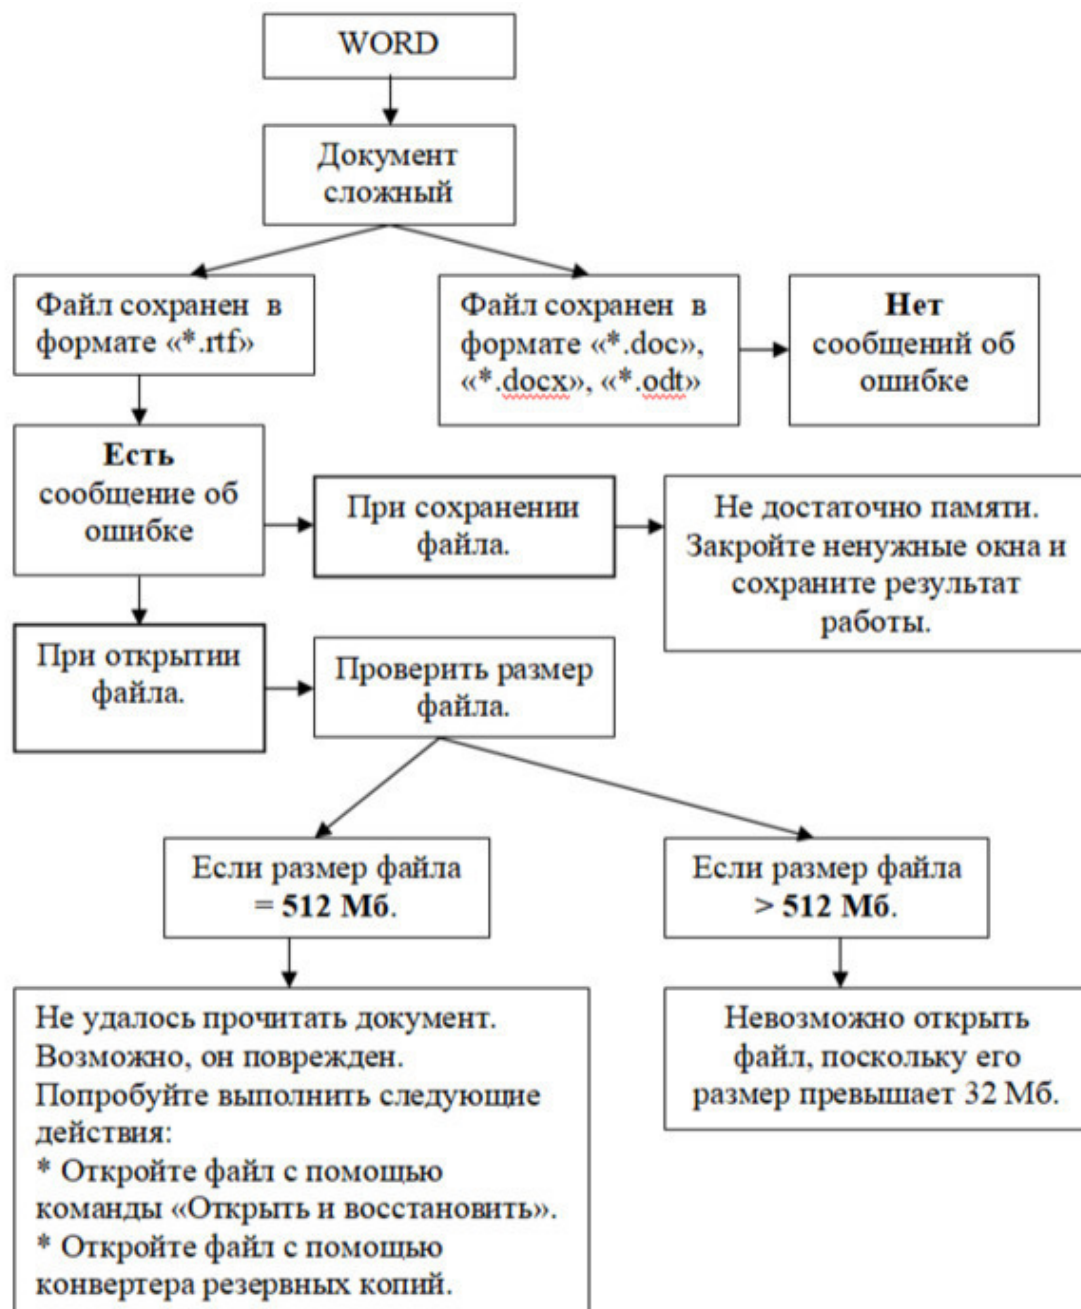 WORD
Документ
сложный
Файл сохранен в
формате «*.rtf»
Файл сохранен в
формате «*.doc»,
«*.docx», «*.odt»
Нет
сообщений об
ошибке
Есть
сообщение об
ошибке
При сохранении
файла.
Не достаточно памяти.
Закройте ненужные окна и
сохраните результат
работы.
При открытии
файла.
Проверить размер
файла.
Если размер файла
= 512 Мб.
Если размер файла
> 512 Мб.
Не удалось прочитать документ.
Возможно, он поврежден.
Попробуйте выполнить следующие
действия:
* Откройте файл с помощью
команды «Открыть и восстановить».
* Откройте файл с помощью
конвертера резервных копий.
Невозможно открыть
файл, поскольку его
размер превышает 32 Мб.